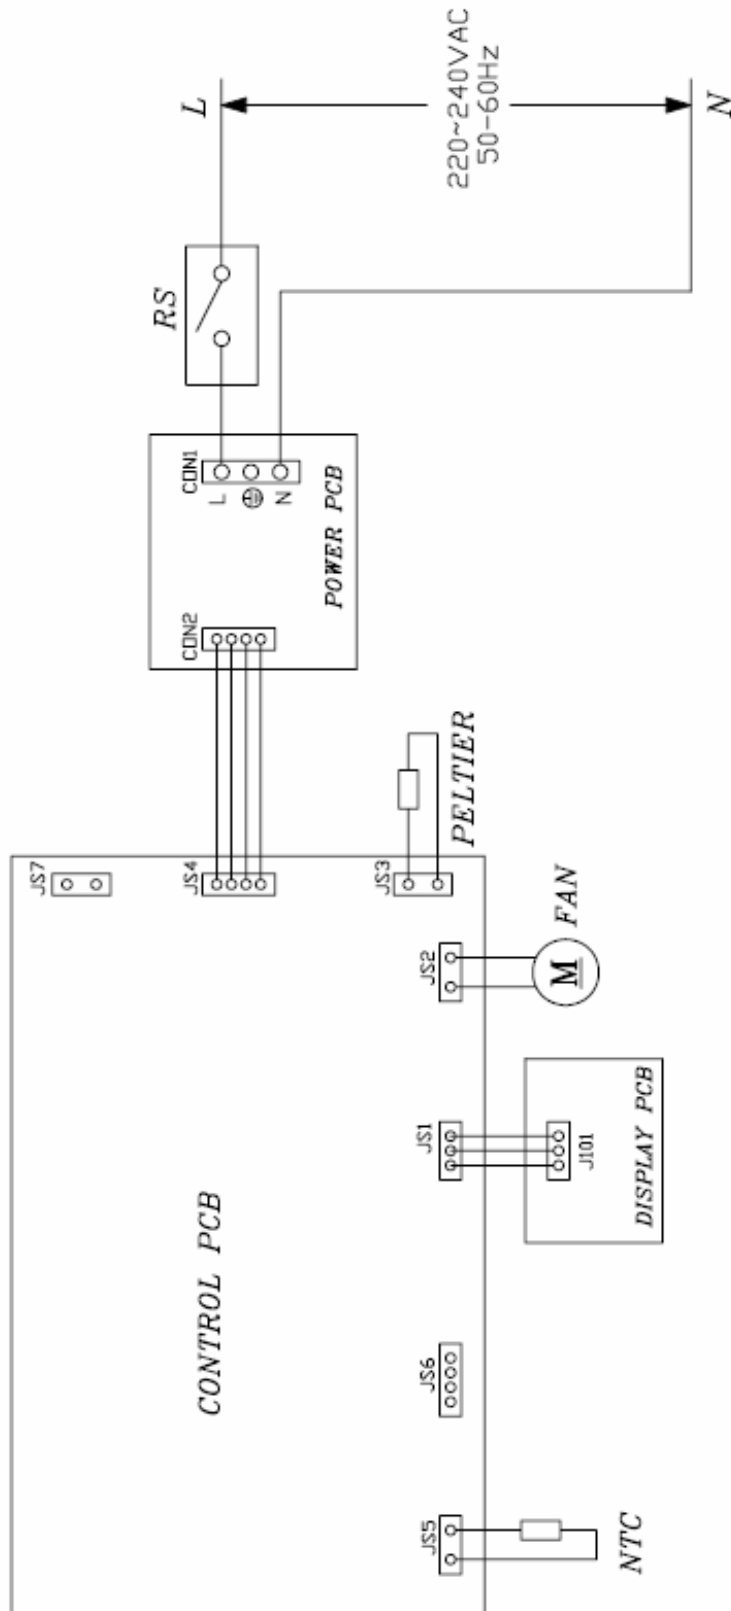 JS7
RS
JS4
CON2
CON1
L
CONTROL PCB
L
N
POWER PCB
JS3
JS5
JS6
JS1
JS2
PELTIER
220~240VAC
50-60Hz
M
FAN
J101
NTC
DISPLAY PCB
N